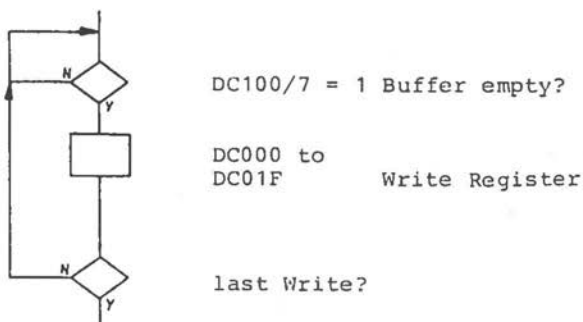 N
DC100/7 = 1 Buffer empty?
Y
DC000 to
DC01F Write Register
N
last Write?
Y